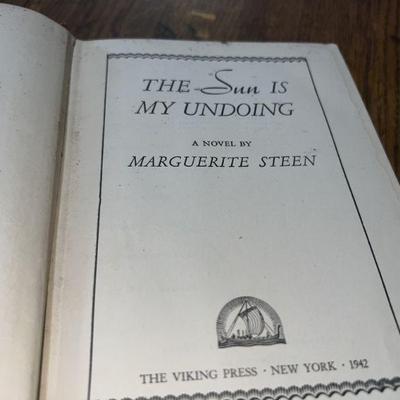 THE Sun IS
MY UNDOING
A NOVEL BY
MARGUERITE STEEN
THE VIKING PRESS · NEW YORK · 1942